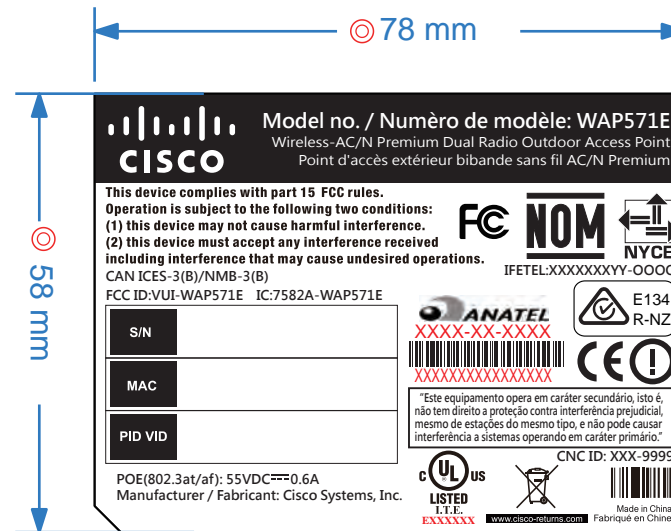 78 mm
58 mm
CISCO
Model no. / Numèro de modèle: WAP571E
Wireless-AC/N Premium Dual Radio Outdoor Access Point
Point d'accès extérieur bibande sans fil AC/N Premium
This device complies with part 15 FCC rules.
Operation is subject to the following two conditions:
(1) this device may not cause harmful interference.
(2) this device must accept any interference received
including interference that may cause undesired operations.
CAN ICES-3(B)/NMB-3(B)
FCC ID:VUI-WAP571E IC:7582A-WAP571E
FC
NOM
NYCE
IFETEL:XXXXXXXYY-OOOO
S/N
MAC
PID VID
ANATEL
XXXX-XX-XXXX
XXXXXXXXXXXXXXX
E134
R-NZ
CE
"Este equipamento opera em caráter secundário, isto é,
não tem direito a proteção contra interferência prejudicial,
mesmo de estações do mesmo tipo, e não pode causar
interferência a sistemas operando em caráter primário."
POE(802.3at/af): 55VDC⎓0.6A
Manufacturer / Fabricant: Cisco Systems, Inc.
C UL US
LISTED
I.T.E.
EXXXXXX
www.cisco-returns.com
CNC ID: XXX-9999
Made in China
Fabriqué en Chine